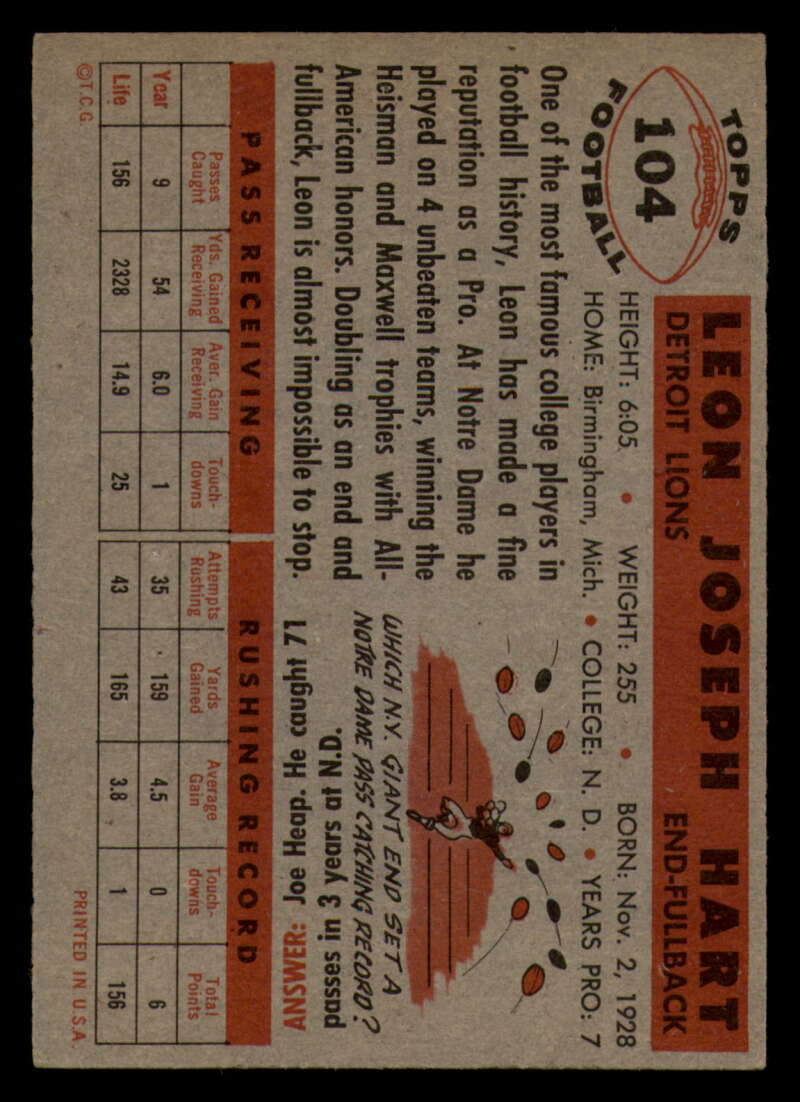 TOPPS
104
FOOTBALL
LEON JOSEPH HART
DETROIT LIONS END-FULLBACK
HEIGHT: 6:05 • WEIGHT: 255 • BORN: Nov. 2, 1928
HOME: Birmingham, Mich. • COLLEGE: N. D. • YEARS PRO: 7
One of the most famous college players in
football history, Leon has made a fine
reputation as a Pro. At Notre Dame he
played on 4 unbeaten teams, winning the
Heisman and Maxwell trophies with All-
American honors. Doubling as an end and
fullback, Leon is almost impossible to stop.
WHICH N.Y. GIANT END SET A
NOTRE DAME PASS CATCHING RECORD?
ANSWER: Joe Heap. He caught 71
passes in 3 years at N.D.
PASS RECEIVING RUSHING RECORD
Passes Caught Yds. Gained Receiving Aver. Gain Receiving Touch-downs Attempts Rushing Yards Gained Average Gain Touch-downs Total Points
Year 9 54 6.0 1 35 159 4.5 0 6
Life 156 2328 14.9 25 43 165 3.8 1 156
©T.C.G. PRINTED IN U.S.A.